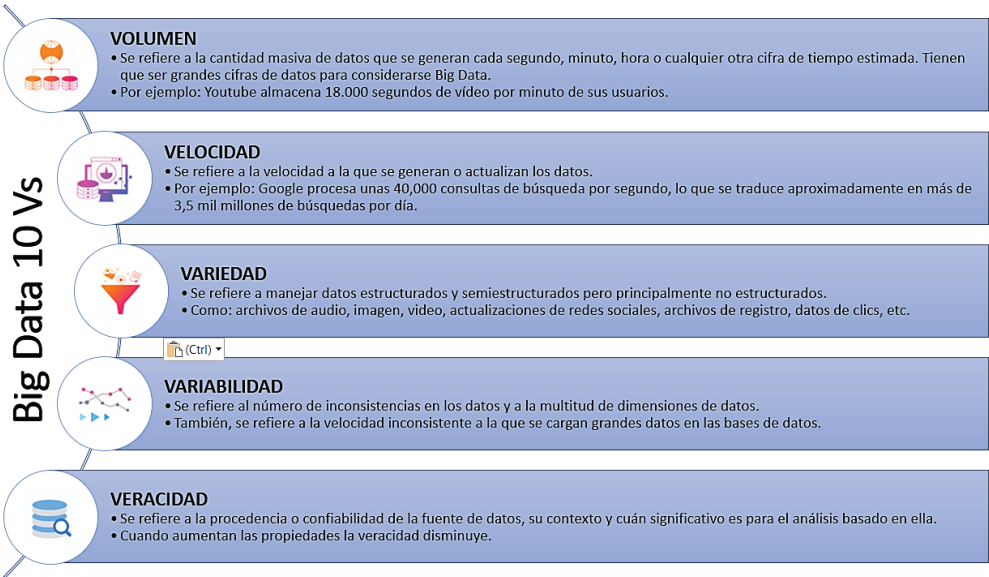 Big Data 10 Vs
VOLUMEN
• Se refiere a la cantidad masiva de datos que se generan cada segundo, minuto, hora o cualquier otra cifra de tiempo estimada. Tienen
que ser grandes cifras de datos para considerarse Big Data.
• Por ejemplo: Youtube almacena 18.000 segundos de vídeo por minuto de sus usuarios.
VELOCIDAD
• Se refiere a la velocidad a la que se generan o actualizan los datos.
• Por ejemplo: Google procesa unas 40,000 consultas de búsqueda por segundo, lo que se traduce aproximadamente en más de
3,5 mil millones de búsquedas por día.
VARIEDAD
• Se refiere a manejar datos estructurados y semiestructurados pero principalmente no estructurados.
• Como: archivos de audio, imagen, video, actualizaciones de redes sociales, archivos de registro, datos de clics, etc.
(Ctrl)
VARIABILIDAD
• Se refiere al número de inconsistencias en los datos y a la multitud de dimensiones de datos.
• También, se refiere a la velocidad inconsistente a la que se cargan grandes datos en las bases de datos.
VERACIDAD
• Se refiere a la procedencia o confiabilidad de la fuente de datos, su contexto y cuán significativo es para el análisis basado en ella.
• Cuando aumentan las propiedades la veracidad disminuye.